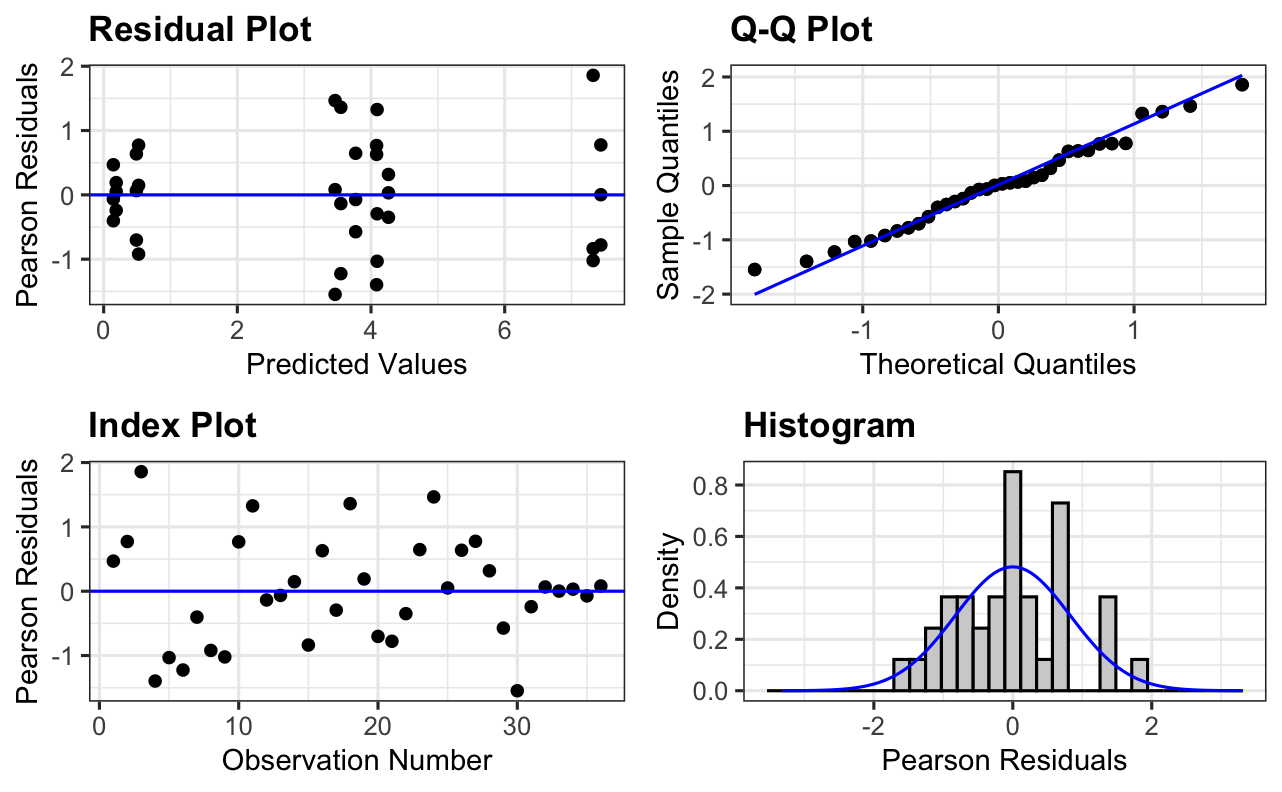 Residual Plot
Pearson Residuals
2
1
0
-1
0
2
4
6
Predicted Values
Q-Q Plot
Sample Quantiles
2
1
0
-1
-2
-1
0
1
Theoretical Quantiles
Index Plot
Pearson Residuals
2
1
0
-1
0
10
20
30
Observation Number
Histogram
Density
0.8
0.6
0.4
0.2
0.0
-2
0
2
Pearson Residuals